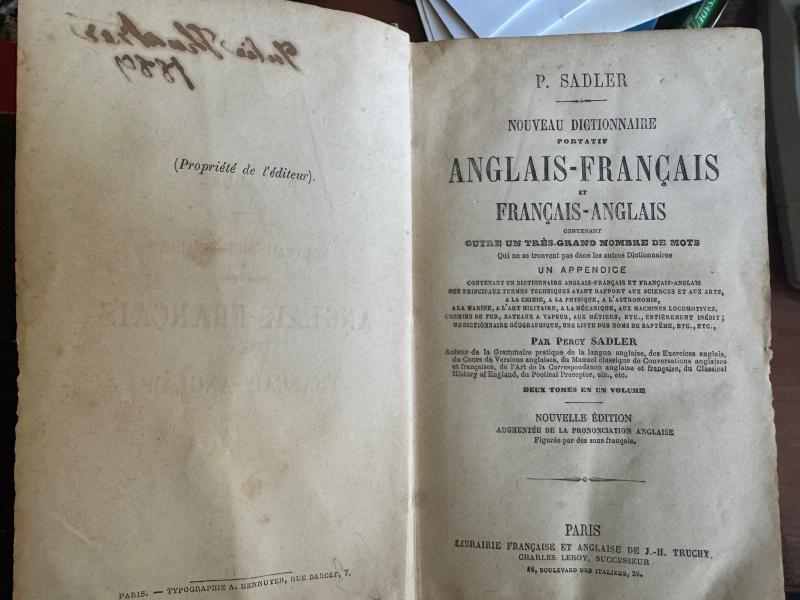 (Propriété de l'éditeur).
PARIS. — TYPOGRAPHIE A. HENNUYER, RUE DARCET, 7.
P. SADLER
NOUVEAU DICTIONNAIRE
PORTATIF
ANGLAIS-FRANÇAIS
ET
FRANÇAIS-ANGLAIS
CONTENANT
OUTRE UN TRÈS-GRAND NOMBRE DE MOTS
Qui ne se trouvent pas dans les autres Dictionnaires
UN APPENDICE
CONTENANT UN DICTIONNAIRE ANGLAIS-FRANÇAIS ET FRANÇAIS-ANGLAIS
DES PRINCIPAUX TERMES TECHNIQUES AYANT RAPPORT AUX SCIENCES ET AUX ARTS,
A LA CHIMIE, A LA PHYSIQUE, A L'ASTRONOMIE,
A LA MARINE, A L'ART MILITAIRE, A LA MÉCANIQUE, AUX MACHINES LOCOMOTIVES,
CHEMINS DE FER, BATEAUX A VAPEUR, AUX MÉTIERS, ETC., ENTIÈREMENT INÉDIT;
UN DICTIONNAIRE GÉOGRAPHIQUE, UNE LISTE DES NOMS DE BAPTÊME, ETC., ETC.,
PAR PERCY SADLER
Auteur de la Grammaire pratique de la langue anglaise, des Exercices anglais,
du Cours de Versions anglaises, du Manuel classique de Conversations anglaises
et françaises, de l'Art de la Correspondance anglaise et française, du Classical
History of England, du Poetical Preceptor, etc., etc.
DEUX TOMES EN UN VOLUME
NOUVELLE ÉDITION
AUGMENTÉE DE LA PRONONCIATION ANGLAISE
Figurée par des sons français.
PARIS
LIBRAIRIE FRANÇAISE ET ANGLAISE DE J.-H. TRUCHY,
CHARLES LEROY, SUCCESSEUR
26, BOULEVARD DES ITALIENS, 26.